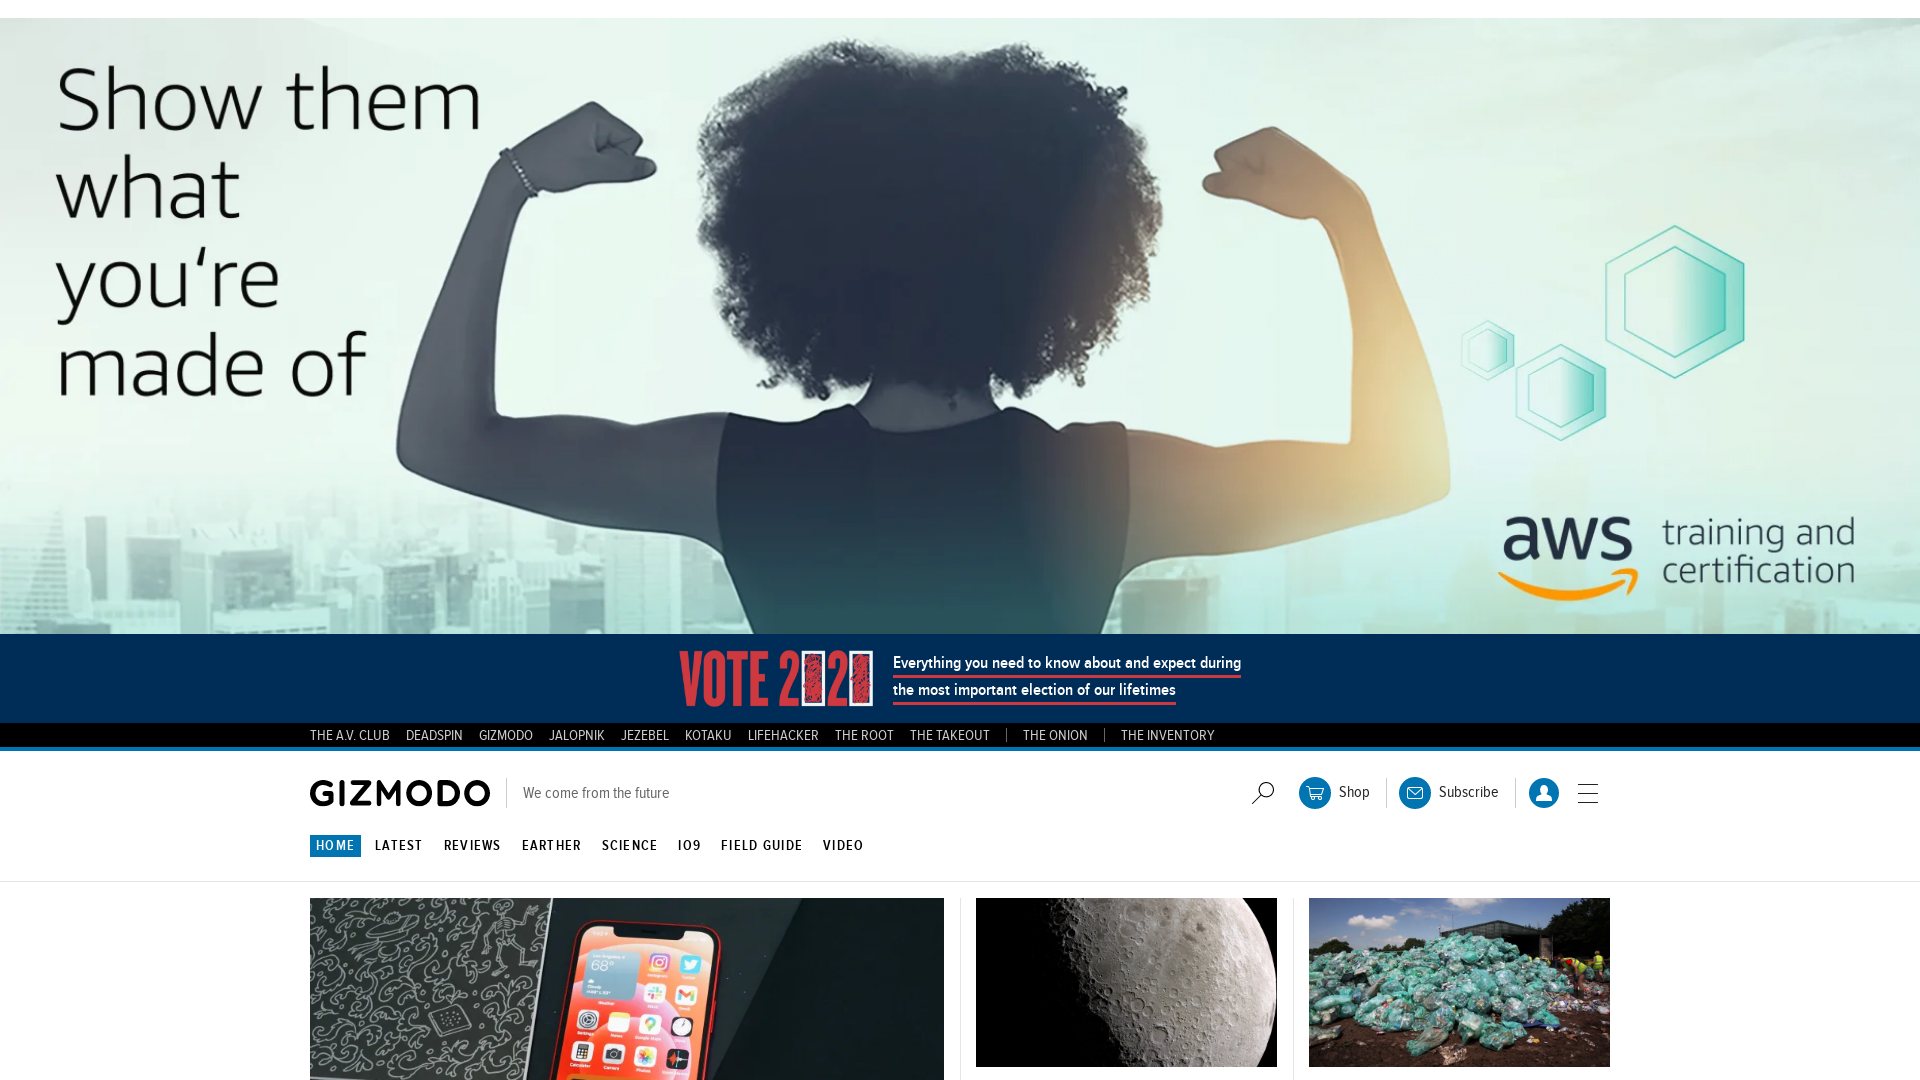 Show them
what
you're
made of
aws training and
certification
VOTE 2020
Everything you need to know about and expect during
the most important election of our lifetimes
THE A.V. CLUB DEADSPIN GIZMODO JALOPNIK JEZEBEL KOTAKU LIFEHACKER THE ROOT THE TAKEOUT THE ONION THE INVENTORY
GIZMODO We come from the future Shop Subscribe
HOME LATEST REVIEWS EARTHER SCIENCE IO9 FIELD GUIDE VIDEO
68°